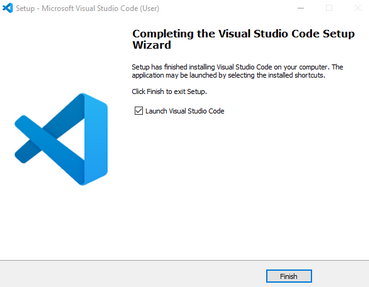 Setup - Microsoft Visual Studio Code (User)
Completing the Visual Studio Code Setup
Wizard
Setup has finished installing Visual Studio Code on your computer. The
application may be launched by selecting the installed shortcuts.
Click Finish to exit Setup.
Launch Visual Studio Code
Finish